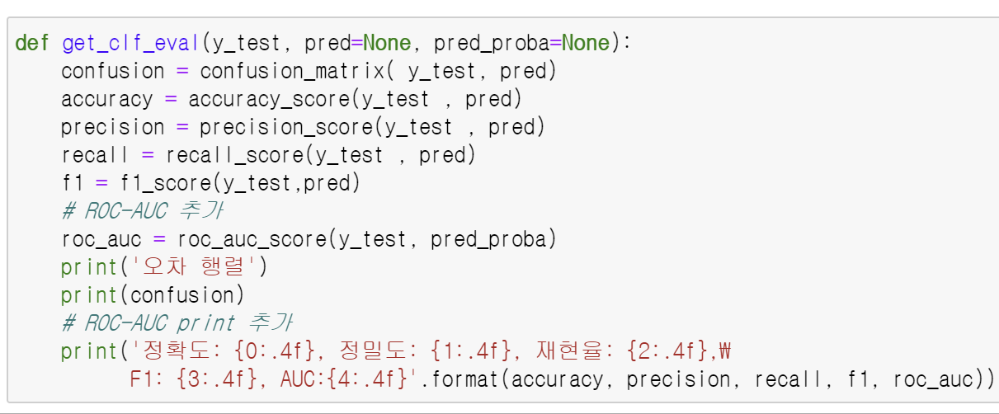 def get_clf_eval(y_test, pred=None, pred_proba=None):
    confusion = confusion_matrix( y_test, pred)
    accuracy = accuracy_score(y_test , pred)
    precision = precision_score(y_test , pred)
    recall = recall_score(y_test , pred)
    f1 = f1_score(y_test,pred)
    # ROC-AUC 추가
    roc_auc = roc_auc_score(y_test, pred_proba)
    print('오차 행렬')
    print(confusion)
    # ROC-AUC print 추가
    print('정확도: {0:.4f}, 정밀도: {1:.4f}, 재현율: {2:.4f},₩
          F1: {3:.4f}, AUC:{4:.4f}'.format(accuracy, precision, recall, f1, roc_auc))